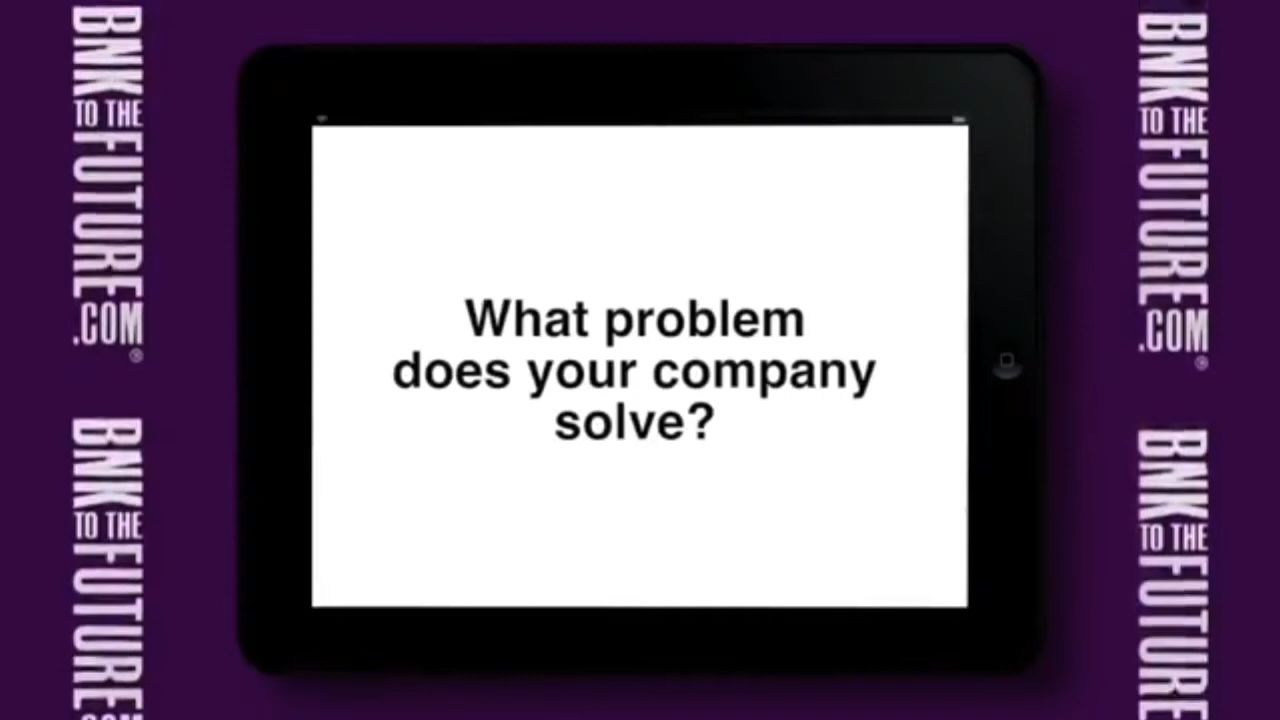 BNK
TO THE
FUTURE
.COM
®
BNK
TO THE
FUTURE
.COM
What problem
does your company
solve?
BNK
TO THE
FUTURE
.COM
®
BNK
TO THE
FUTURE